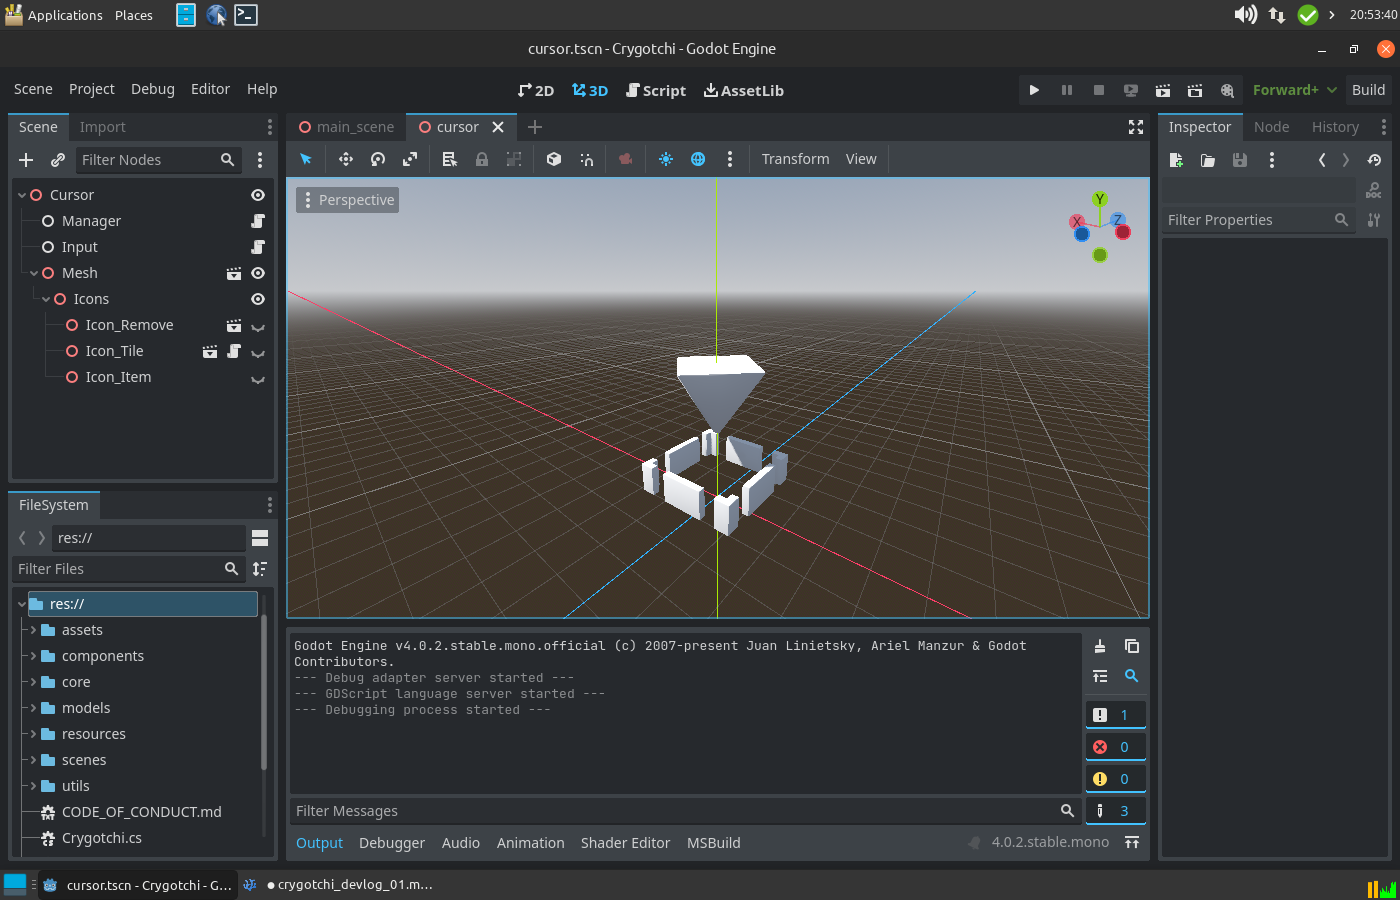 Applications Places 20:53:40
cursor.tscn - Crygotchi - Godot Engine
Scene Project Debug Editor Help 2D 3D Script AssetLib Forward+ Build
Scene Import
Filter Nodes
Cursor
Manager
Input
Mesh
Icons
Icon_Remove
Icon_Tile
Icon_Item
FileSystem
res://
Filter Files
res://
assets
components
core
models
resources
scenes
utils
CODE_OF_CONDUCT.md
Crygotchi.cs
main_scene cursor
Transform View
Perspective
Y
X
Z
Godot Engine v4.0.2.stable.mono.official (c) 2007-present Juan Linietsky, Ariel Manzur & Godot
Contributors.
--- Debug adapter server started ---
--- GDScript language server started ---
--- Debugging process started ---
1
0
0
3
Filter Messages
Output Debugger Audio Animation Shader Editor MSBuild 4.0.2.stable.mono
Inspector Node History
DOC
Filter Properties
cursor.tscn - Crygotchi - G... ● crygotchi_devlog_01.m...